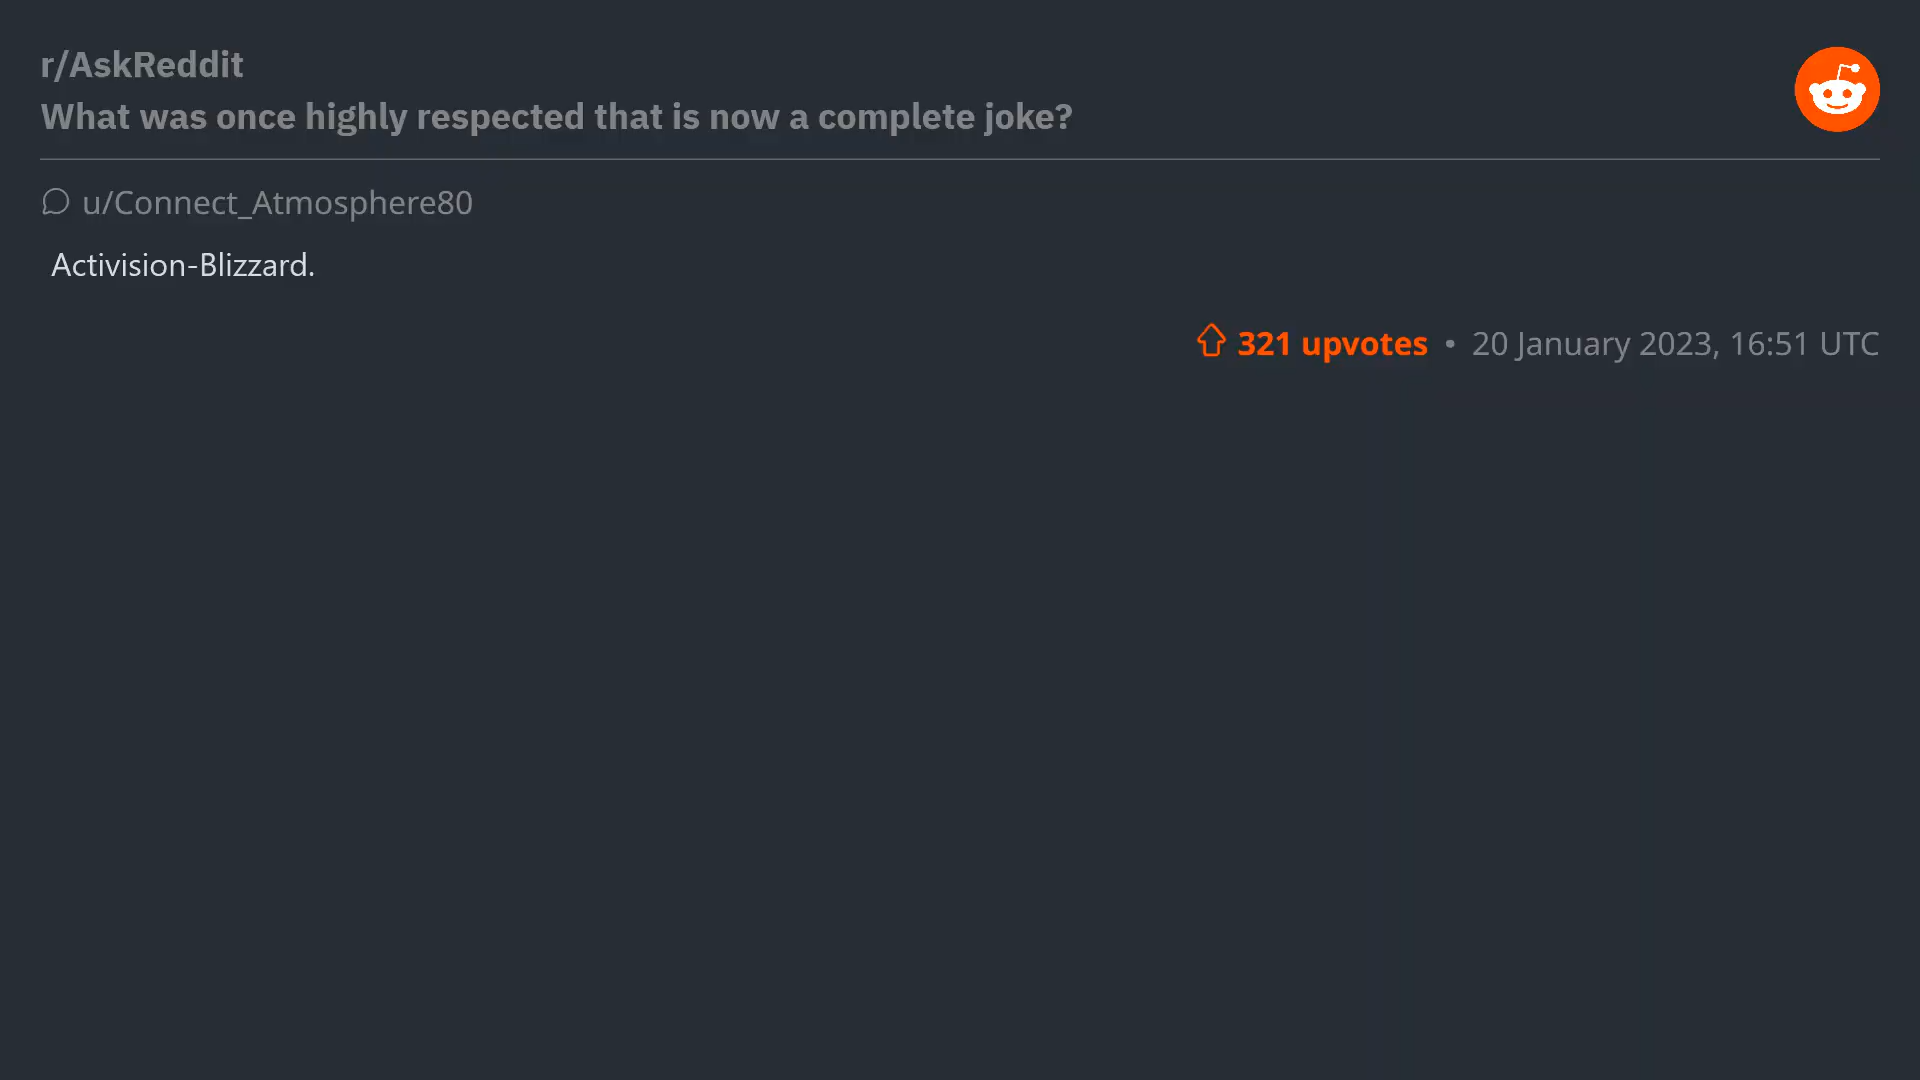 r/AskReddit
What was once highly respected that is now a complete joke?
u/Connect_Atmosphere80
Activision-Blizzard.
321 upvotes • 20 January 2023, 16:51 UTC